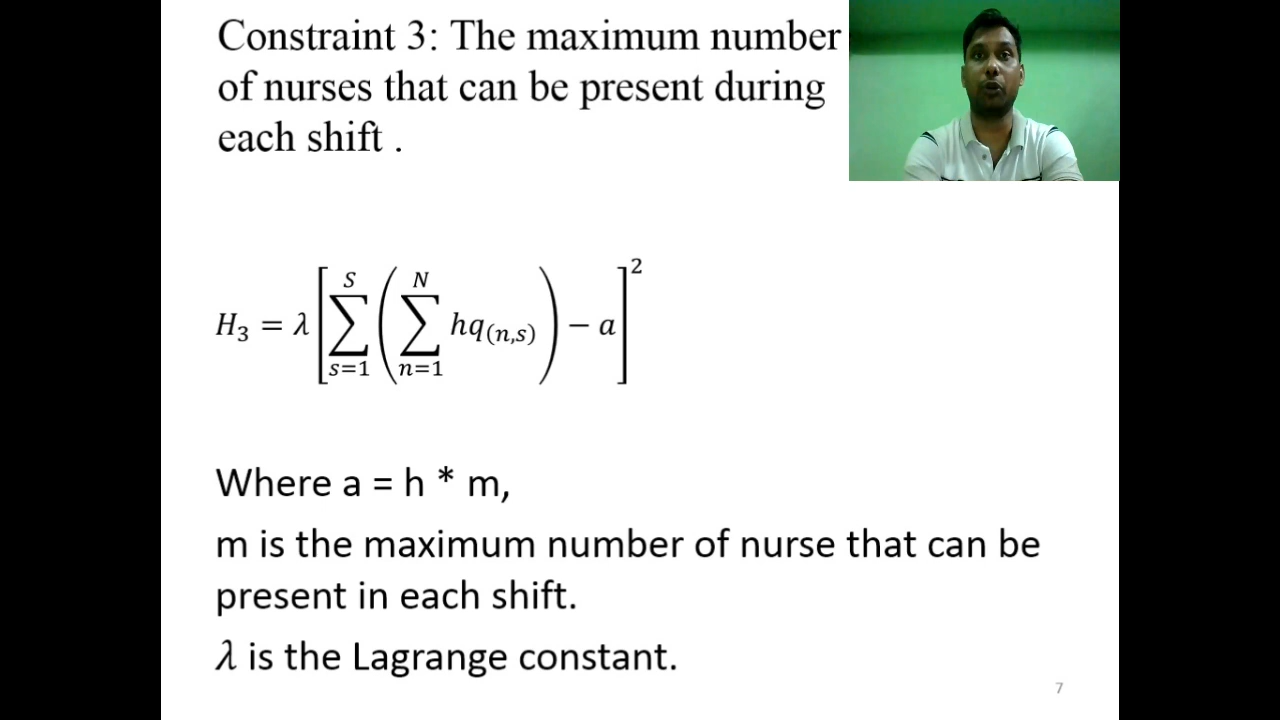 Constraint 3: The maximum number
of nurses that can be present during
each shift .
H₃ = λ [ ∑_{s=1}^{S} ( ∑_{n=1}^{N} hq_{(n,s)} ) − a ]²
Where a = h * m,
m is the maximum number of nurse that can be
present in each shift.
λ is the Lagrange constant.
7